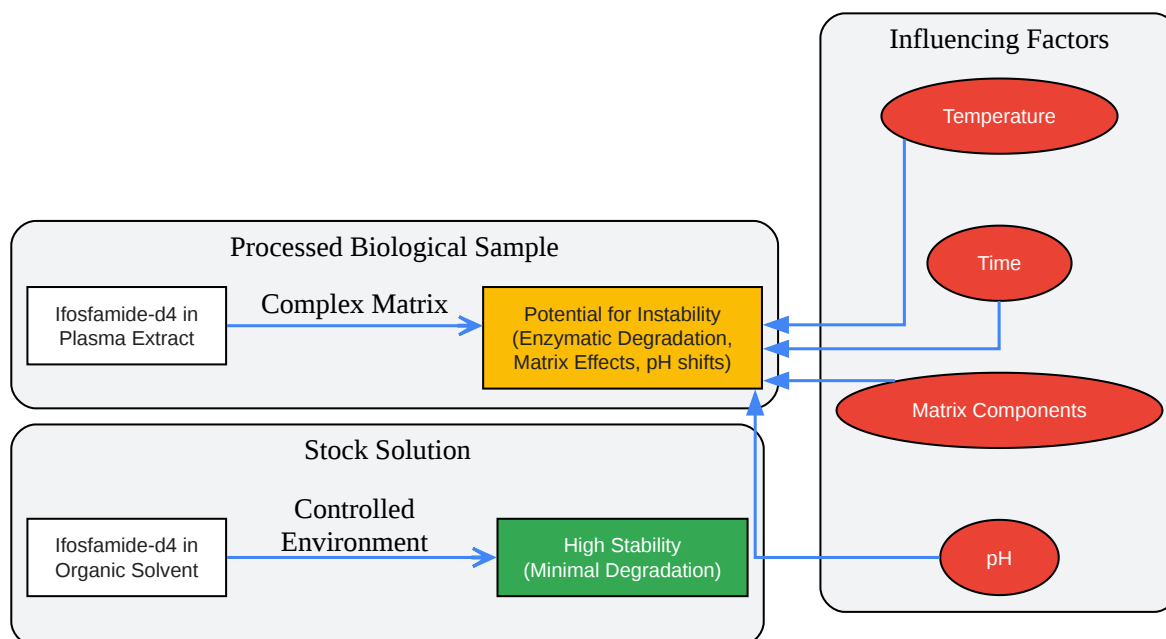 Processed Biological Sample
Ifosfamide-d4 in
Plasma Extract
Complex Matrix
Potential for Instability
(Enzymatic Degradation,
Matrix Effects, pH shifts)
Stock Solution
Ifosfamide-d4 in
Organic Solvent
Controlled
Environment
High Stability
(Minimal Degradation)
Influencing Factors
Temperature
Time
Matrix Components
pH